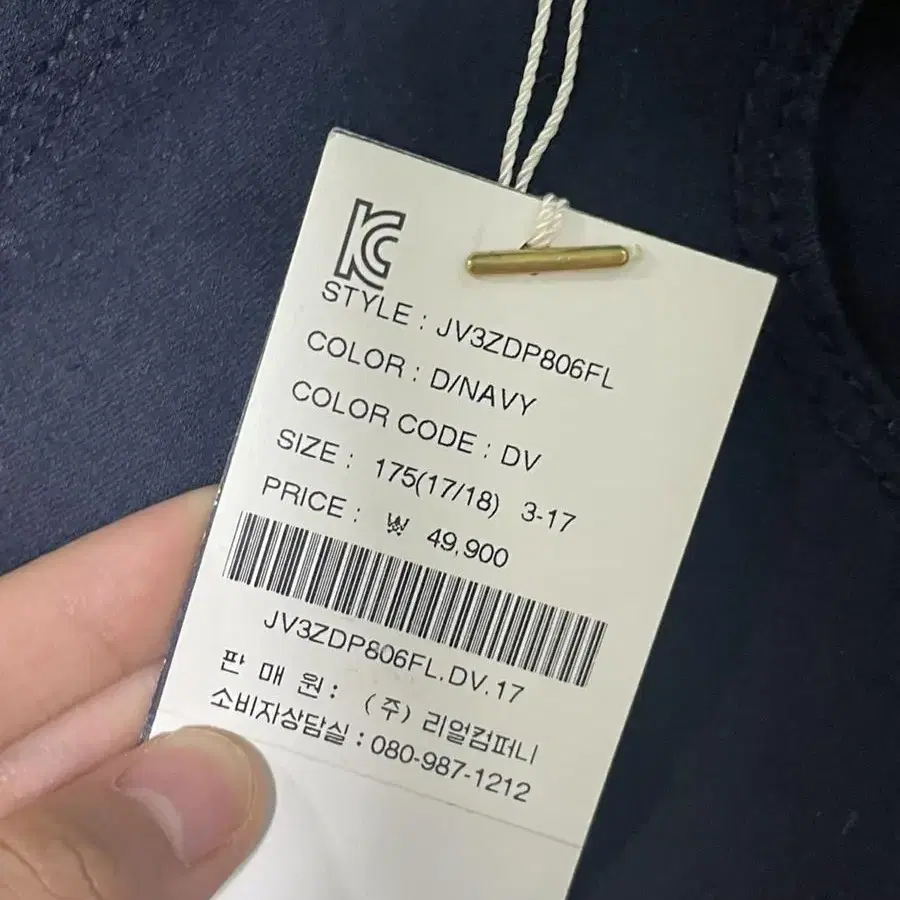 KC
STYLE : JV3ZDP806FL
COLOR : D/NAVY
COLOR CODE : DV
SIZE : 175(17/18) 3-17
PRICE : ₩ 49,900
JV3ZDP806FL.DV.17
판 매 원 : (주) 리얼컴퍼니
소비자상담실 : 080-987-1212